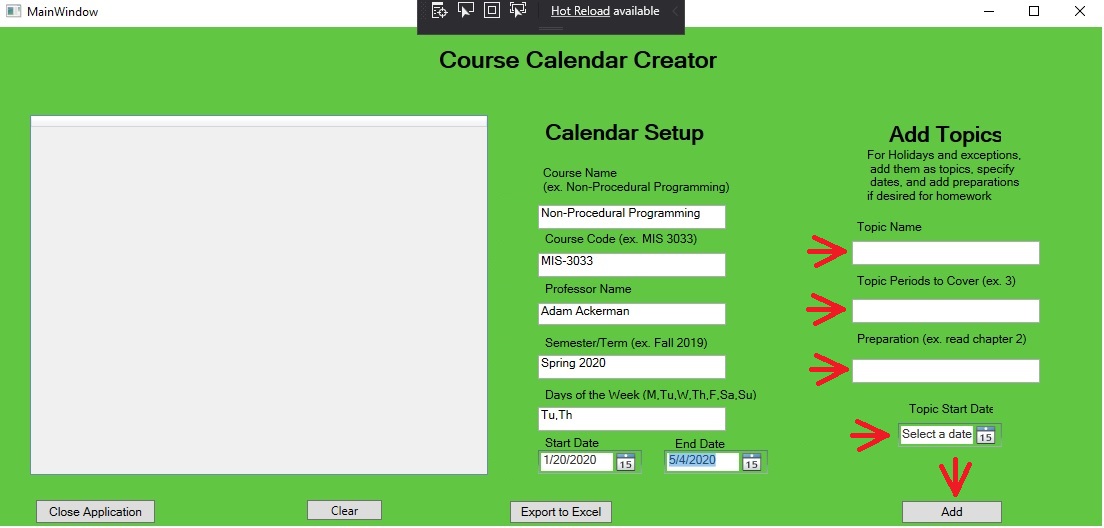 MainWindow
Hot Reload available
Course Calendar Creator
Calendar Setup
Course Name
(ex. Non-Procedural Programming)
Non-Procedural Programming
Course Code (ex. MIS 3033)
MIS-3033
Professor Name
Adam Ackerman
Semester/Term (ex. Fall 2019)
Spring 2020
Days of the Week (M,Tu,W,Th,F,Sa,Su)
Tu,Th
Start Date
End Date
1/20/2020
15
5/4/2020
15
Add Topics
For Holidays and exceptions,
add them as topics, specify
dates, and add preparations
if desired for homework
Topic Name
Topic Periods to Cover (ex. 3)
Preparation (ex. read chapter 2)
Topic Start Date
Select a date
15
Close Application
Clear
Export to Excel
Add